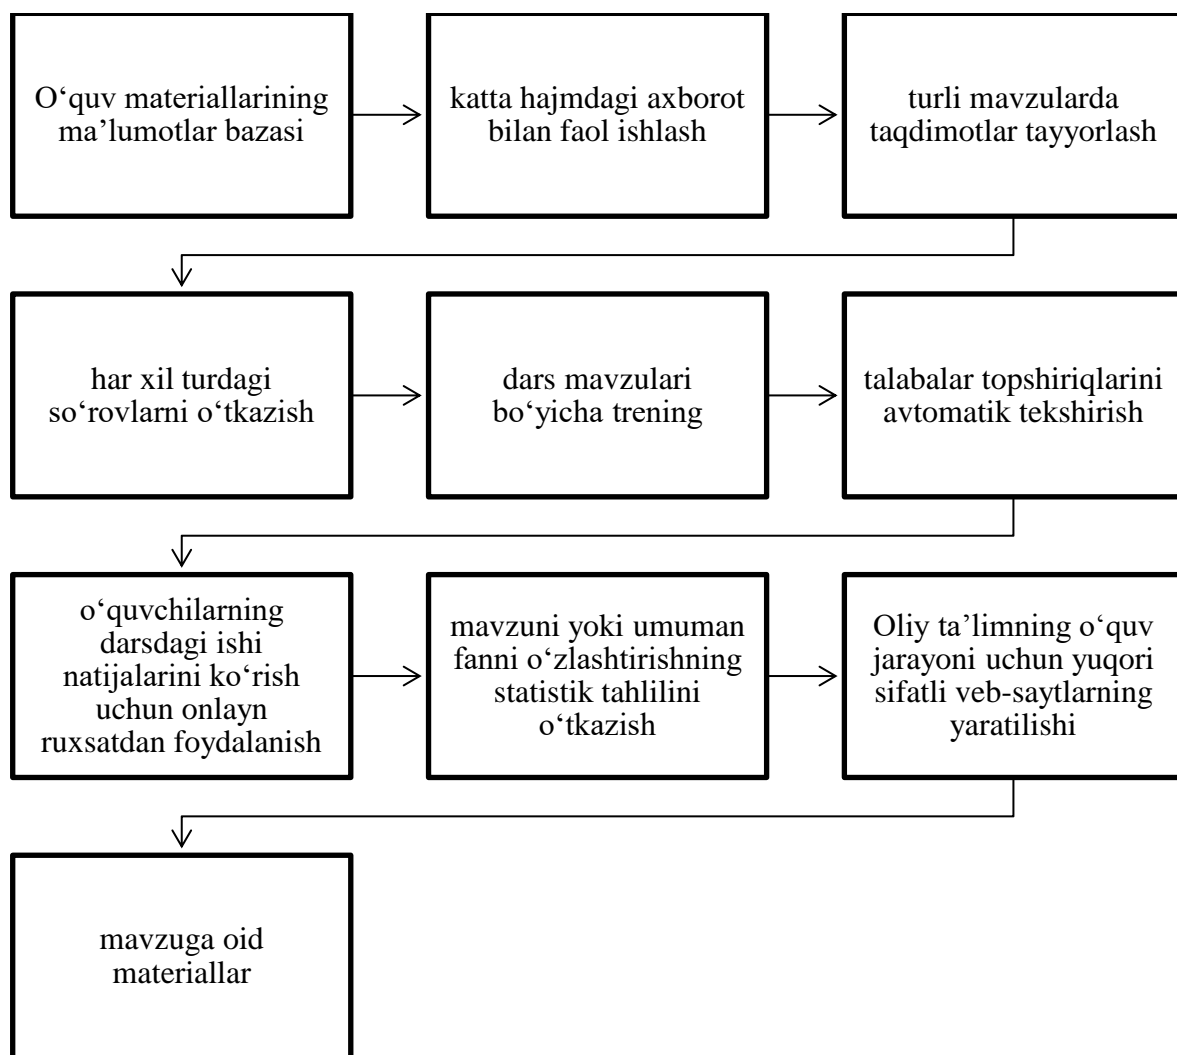 O‘quv materiallarining
ma’lumotlar bazasi
katta hajmdagi axborot
bilan faol ishlash
turli mavzularda
taqdimotlar tayyorlash
har xil turdagi
so‘rovlarni o‘tkazish
dars mavzulari
bo‘yicha trening
talabalar topshiriqlarini
avtomatik tekshirish
o‘quvchilarning
darsdagi ishi
natijalarini ko‘rish
uchun onlayn
ruxsatdan foydalanish
mavzuni yoki umuman
fanni o‘zlashtirishning
statistik tahlilini
o‘tkazish
Oliy ta’limning o‘quv
jarayoni uchun yuqori
sifatli veb-saytlarning
yaratilishi
mavzuga oid
materiallar